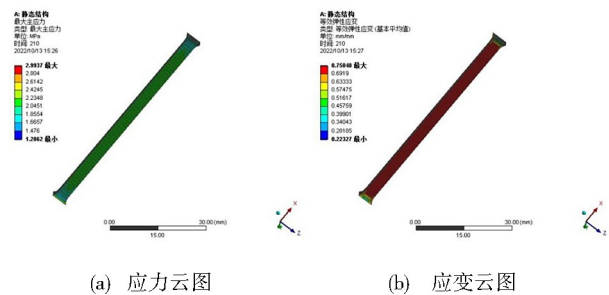 A: 静态结构
最大主应力
类型: 最大主应力
单位: MPa
时间: 210
2022/10/13 15:26
2.9937 最大
2.804
2.6142
2.4245
2.2348
2.0451
1.8554
1.6657
1.476
1.2862 最小
0.00
30.00 (mm)
15.00
X
Z
(a) 应力云图
A: 静态结构
等效弹性应变
类型: 等效弹性应变 (基本平均值)
单位: mm/mm
时间: 210
2022/10/13 15:27
0.75048 最大
0.6919
0.63333
0.57475
0.51617
0.45759
0.39901
0.34043
0.28185
0.22327 最小
0.00
30.00 (mm)
15.00
X
Z
(b) 应变云图